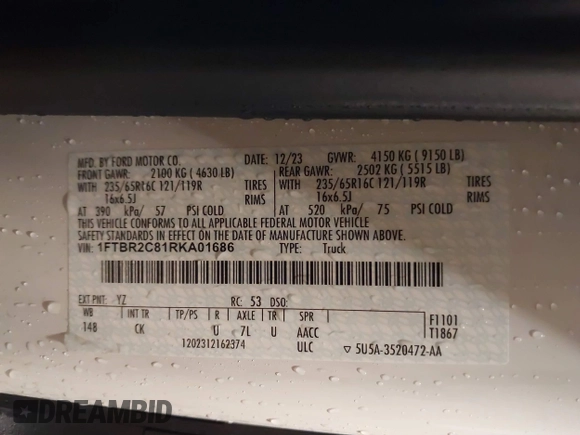 MFD. BY FORD MOTOR CO.
12/23
GVWR: 4150 KG ( 9150 LB)
FRONT GAWR: 2100 KG ( 4630 LB)
REAR GAWR: 2502 KG ( 5515 LB)
WITH 235/65R16C 121/119R TIRES
WITH 235/65R16C 121/119R TIRES
16x6.5J RIMS
16x6.5J RIMS
AT 390 kPa/ 57 PSI COLD
AT 520 kPa/ 75 PSI COLD
THIS VEHICLE CONFORMS TO ALL APPLICABLE FEDERAL MOTOR VEHICLE
SAFETY STANDARDS IN EFFECT ON THE DATE OF MANUFACTURE SHOWN ABOVE.
VIN: 1FTBR2C81RKA01686
TYPE: Truck
EXT PNT: YZ RC: 53 DSO:
WB INT TR TP/PS R AXLE TR SPR
148 CK U 7L U AACC
F1101
T1867
1202312162374
ULC ▽ 5U5A-3520472-AA
DREAMBID